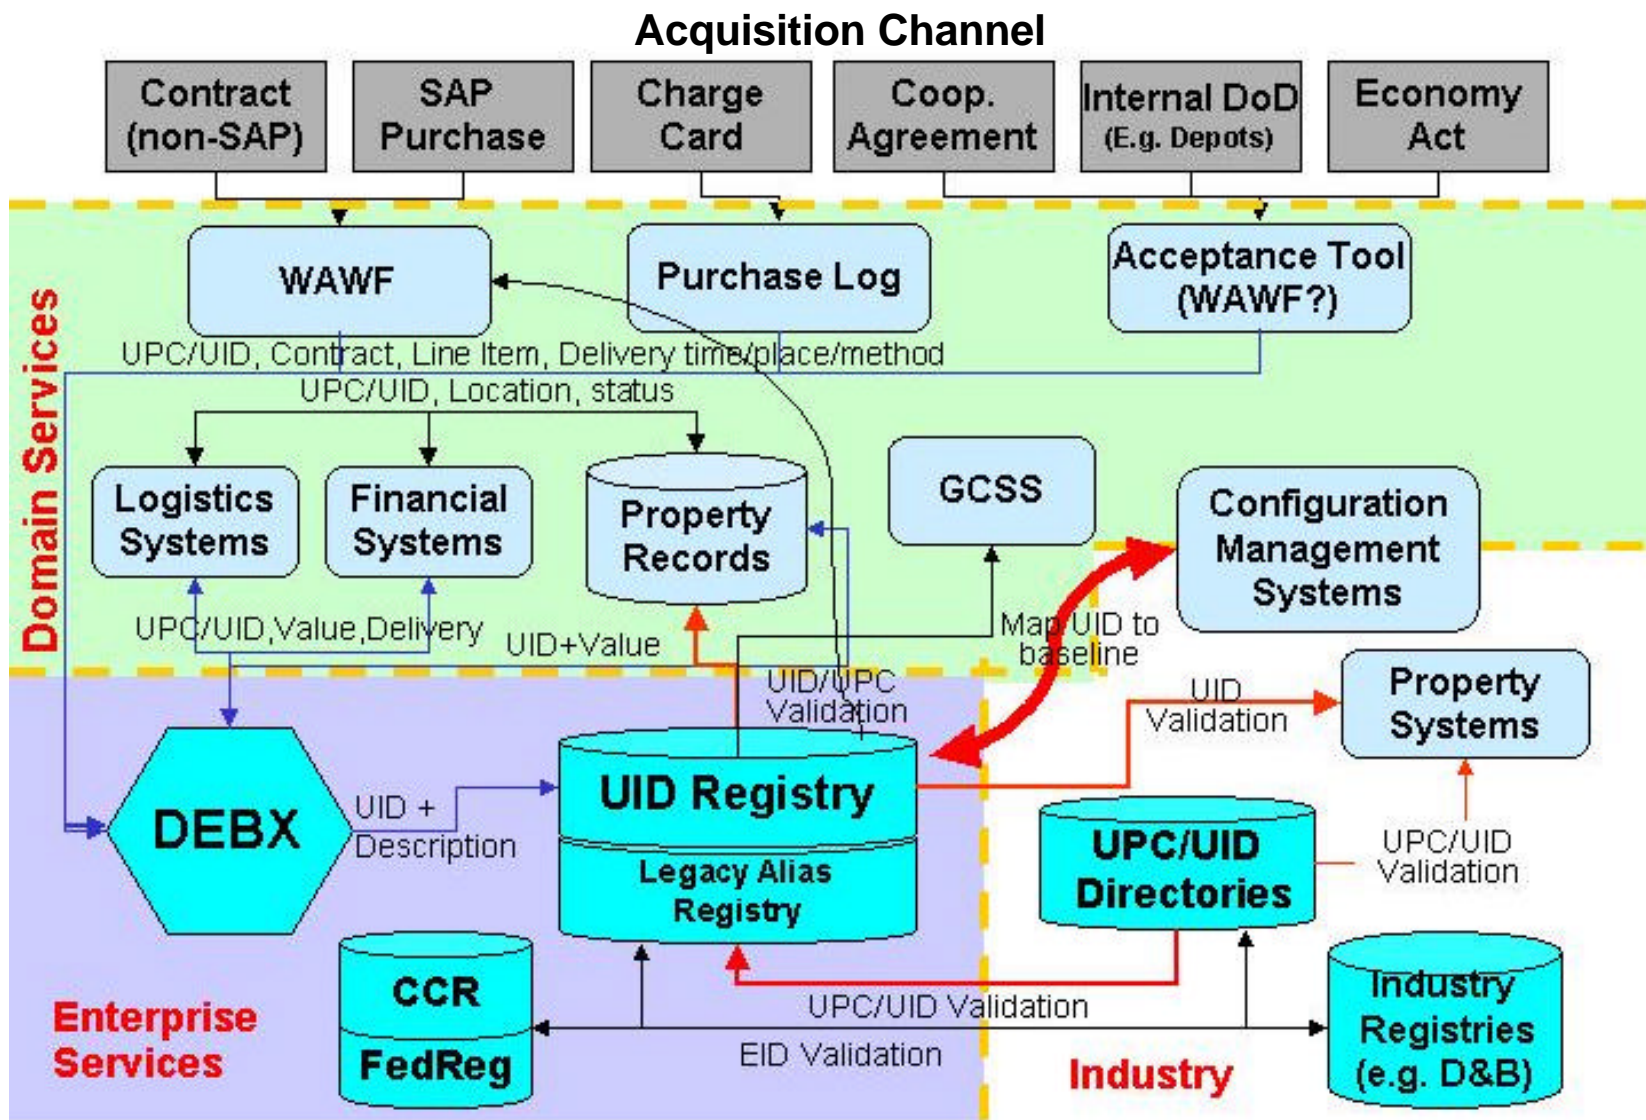 Acquisition Channel
Contract
(non-SAP)
SAP
Purchase
Charge
Card
Coop.
Agreement
Internal DoD
(E.g. Depots)
Economy
Act
WAWF
Purchase Log
Acceptance Tool
(WAWF?)
UPC/UID, Contract, Line Item, Delivery time/place/method
UPC/UID, Location, status
Domain Services
Logistics
Systems
Financial
Systems
Property
Records
GCSS
Configuration
Management
Systems
UPC/UID,Value,Delivery
UID+Value
Map UID to
baseline
UID/UPC
Validation
UID
Validation
Property
Systems
DEBX
UID +
Description
UID Registry
Legacy Alias
Registry
UPC/UID
Directories
UPC/UID
Validation
CCR
FedReg
UPC/UID Validation
EID Validation
Industry
Registries
(e.g. D&B)
Enterprise
Services
Industry